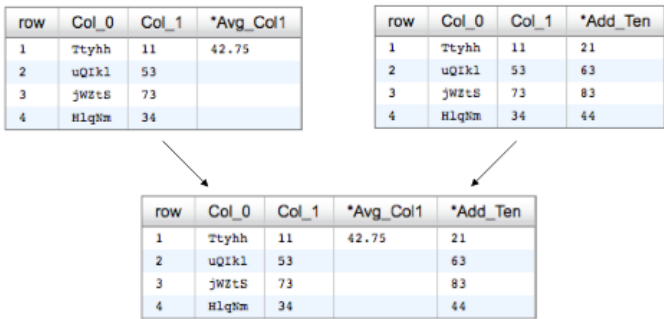 row Col_0 Col_1 *Avg_Col1
1 Ttyhh 11 42.75
2 uQIkl 53
3 jWZtS 73
4 HlqNm 34
row Col_0 Col_1 *Add_Ten
1 Ttyhh 11 21
2 uQIkl 53 63
3 jWZtS 73 83
4 HlqNm 34 44
row Col_0 Col_1 *Avg_Col1 *Add_Ten
1 Ttyhh 11 42.75 21
2 uQIkl 53 63
3 jWZtS 73 83
4 HlqNm 34 44